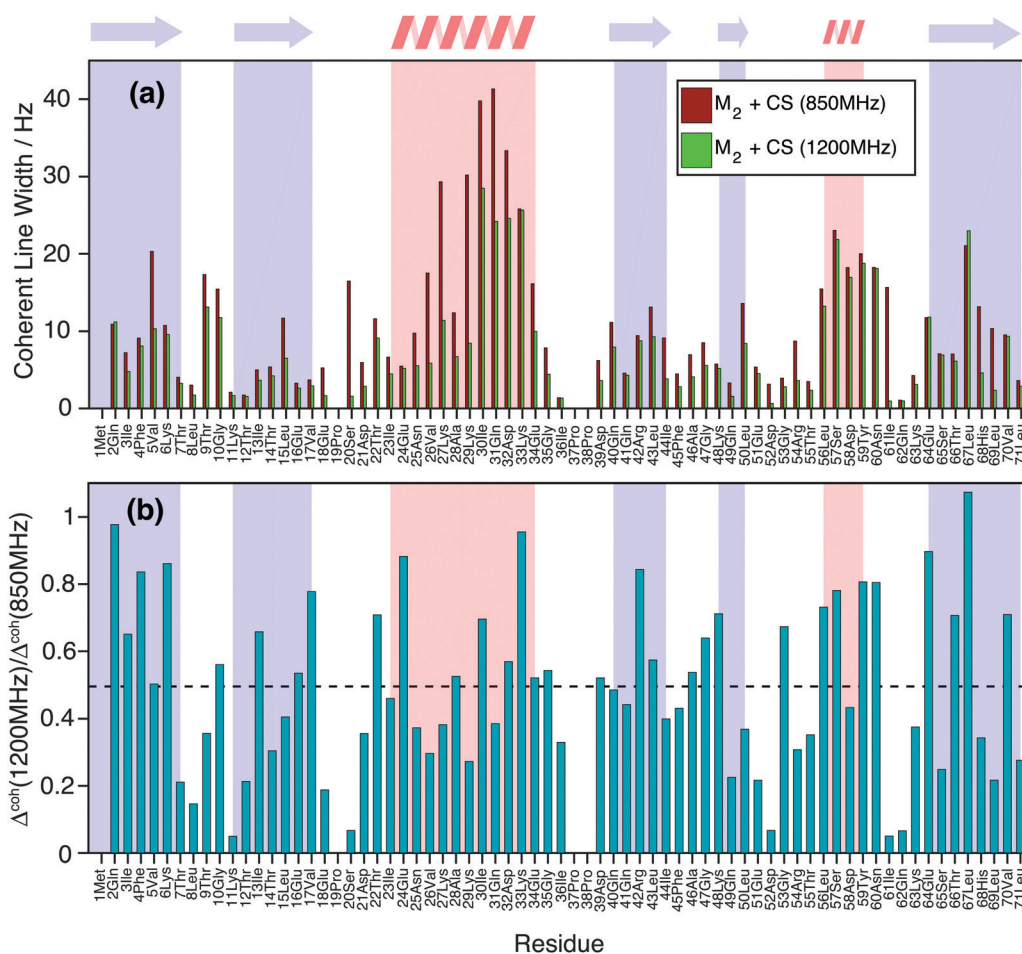 (a)
M2 + CS (850MHz)
M2 + CS (1200MHz)
Coherent Line Width / Hz
40
30
20
10
0
1Met
2Gln
3Ile
4Phe
5Val
6Lys
7Thr
8Leu
9Thr
10Gly
11Lys
12Thr
13Ile
14Thr
15Leu
16Glu
17Val
18Glu
19Pro
20Ser
21Asp
22Thr
23Ile
24Glu
25Asn
26Val
27Lys
28Ala
29Lys
30Ile
31Gln
32Asp
33Lys
34Glu
35Gly
36Ile
37Pro
38Pro
39Asp
40Gln
41Gln
42Arg
43Leu
44Ile
45Phe
46Ala
47Gly
48Lys
49Gln
50Leu
51Glu
52Asp
53Gly
54Arg
55Thr
56Leu
57Ser
58Asp
59Tyr
60Asn
61Ile
62Gln
63Lys
64Glu
65Ser
66Thr
67Leu
68His
69Leu
70Val
71Leu
(b)
Δcoh(1200MHz)/Δcoh(850MHz)
1
0.8
0.6
0.4
0.2
0
1Met
2Gln
3Ile
4Phe
5Val
6Lys
7Thr
8Leu
9Thr
10Gly
11Lys
12Thr
13Ile
14Thr
15Leu
16Glu
17Val
18Glu
19Pro
20Ser
21Asp
22Thr
23Ile
24Glu
25Asn
26Val
27Lys
28Ala
29Lys
30Ile
31Gln
32Asp
33Lys
34Glu
35Gly
36Ile
37Pro
38Pro
39Asp
40Gln
41Gln
42Arg
43Leu
44Ile
45Phe
46Ala
47Gly
48Lys
49Gln
50Leu
51Glu
52Asp
53Gly
54Arg
55Thr
56Leu
57Ser
58Asp
59Tyr
60Asn
61Ile
62Gln
63Lys
64Glu
65Ser
66Thr
67Leu
68His
69Leu
70Val
71Leu
Residue